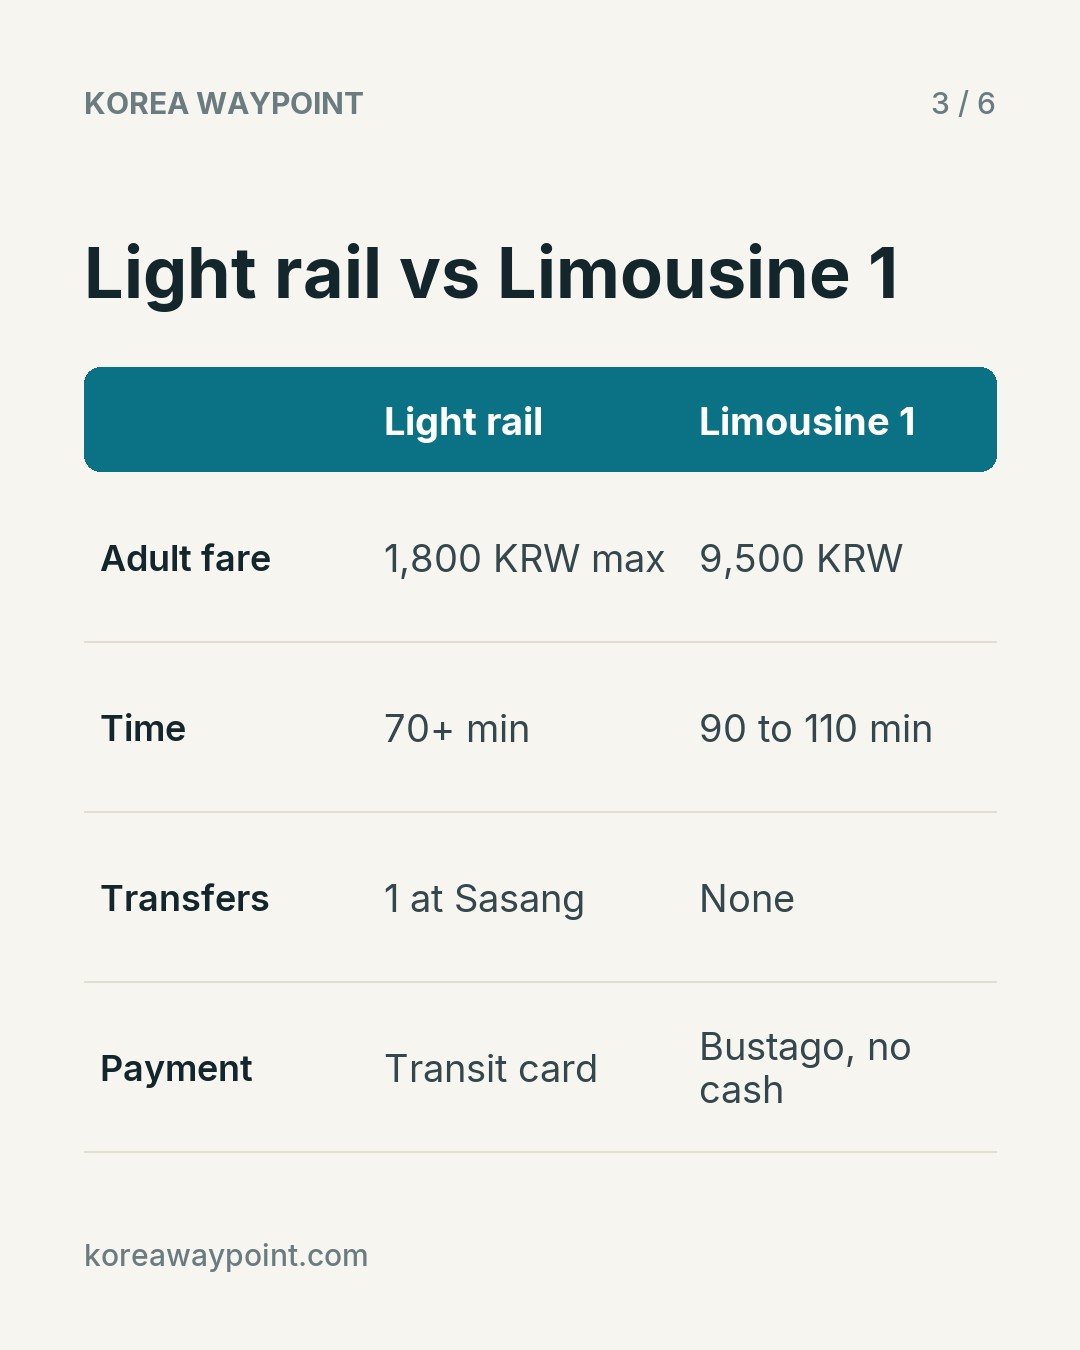 KOREA WAYPOINT
3 / 6
Light rail vs Limousine 1
Light rail Limousine 1
Adult fare 1,800 KRW max 9,500 KRW
Time 70+ min 90 to 110 min
Transfers 1 at Sasang None
Payment Transit card Bustago, no
cash
koreawaypoint.com